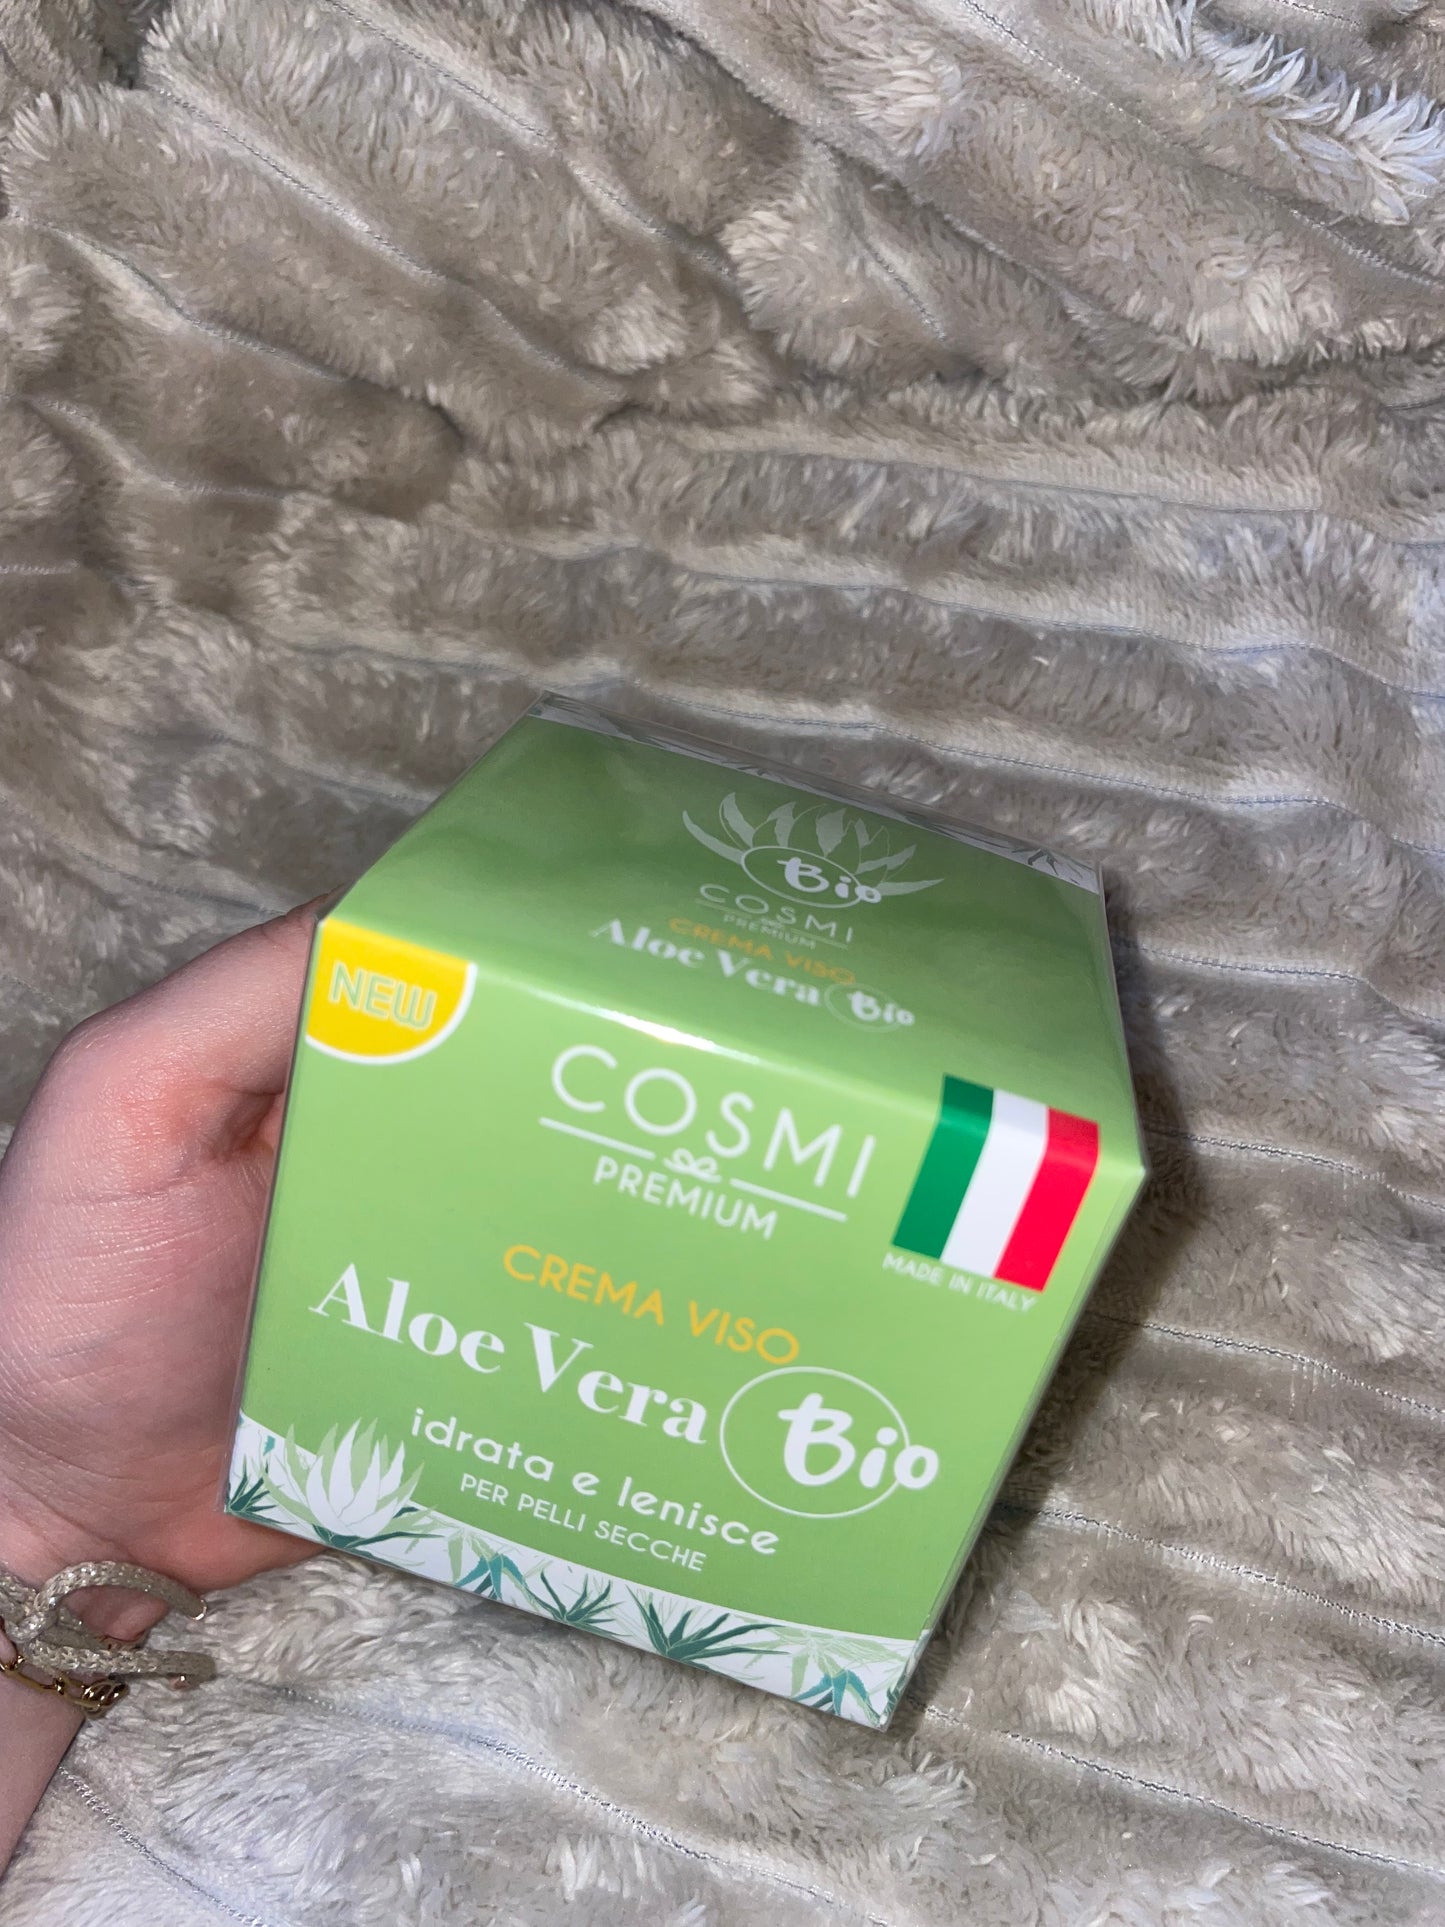 Bio
COSMI
PREMIUM
CREMA VISO
Aloe Vera Bio
NEW
COSMI
PREMIUM
MADE IN ITALY
CREMA VISO
Aloe Vera Bio
idrata e lenisce
PER PELLI SECCHE